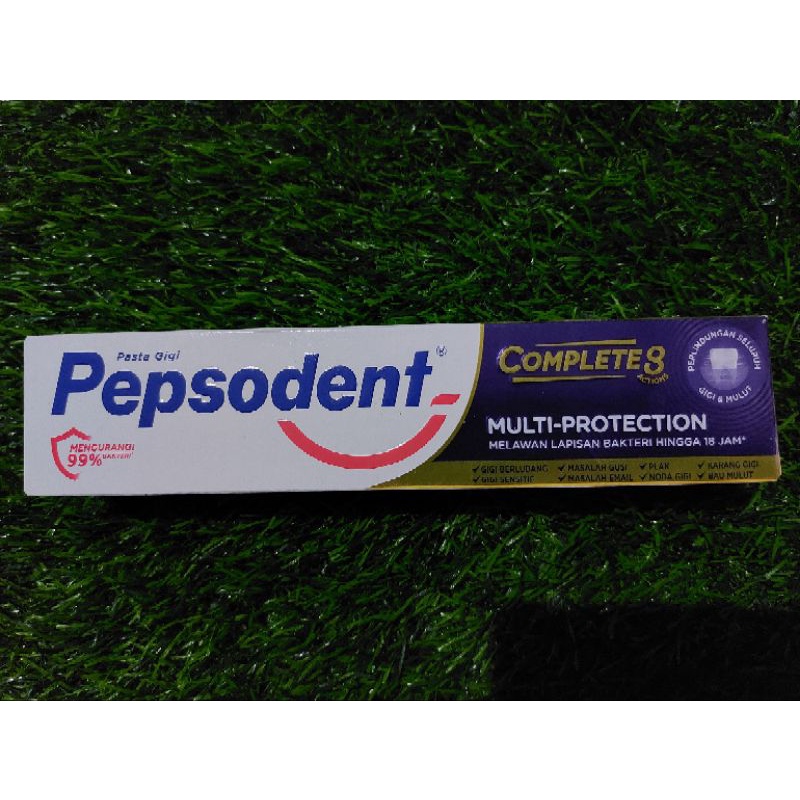 Pasta Gigi
Pepsodent®
MENGURANGI
99% BAKTERI*
COMPLETE 8
ACTIONS
MULTI-PROTECTION
MELAWAN LAPISAN BAKTERI HINGGA 18 JAM*
✓ GIGI BERLUBANG ✓ MASALAH GUSI ✓ PLAK ✓ KARANG GIGI
✓ GIGI SENSITIF ✓ MASALAH EMAIL ✓ NODA GIGI ✓ BAU MULUT
PERLINDUNGAN SELURUH
GIGI & MULUT